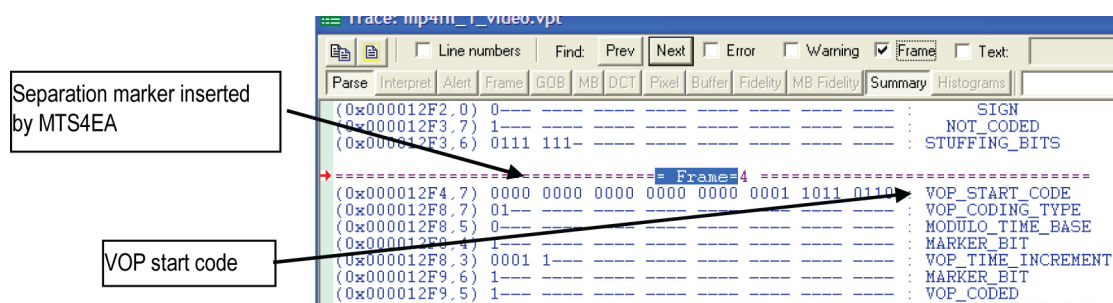 Trace: mp4fif_1_video.vpt
Line numbers Find: Prev Next Error Warning Frame Text:
Parse Interpret Alert Frame GOB MB DCT Pixel Buffer Fidelity MB Fidelity Summary Histograms
Separation marker inserted
by MTS4EA
(0x000012F2,0) 0--- ---- ---- ---- ---- ---- ---- ---- : SIGN
(0x000012F3,7) 1--- ---- ---- ---- ---- ---- ---- ---- : NOT_CODED
(0x000012F3,6) 0111 111- ---- ---- ---- ---- ---- ---- : STUFFING_BITS
============================== Frame=4 ==============================
(0x000012F4,7) 0000 0000 0000 0000 0000 0001 1011 0110 : VOP_START_CODE
(0x000012F8,7) 01-- ---- ---- ---- ---- ---- ---- ---- : VOP_CODING_TYPE
(0x000012F8,5) 0--- ---- ---- ---- ---- ---- ---- ---- : MODULO_TIME_BASE
(0x000012F8,4) 1--- ---- ---- ---- ---- ---- ---- ---- : MARKER_BIT
(0x000012F8,3) 0001 1--- ---- ---- ---- ---- ---- ---- : VOP_TIME_INCREMENT
(0x000012F9,6) 1--- ---- ---- ---- ---- ---- ---- ---- : MARKER_BIT
(0x000012F9,5) 1--- ---- ---- ---- ---- ---- ---- ---- : VOP_CODED
VOP start code